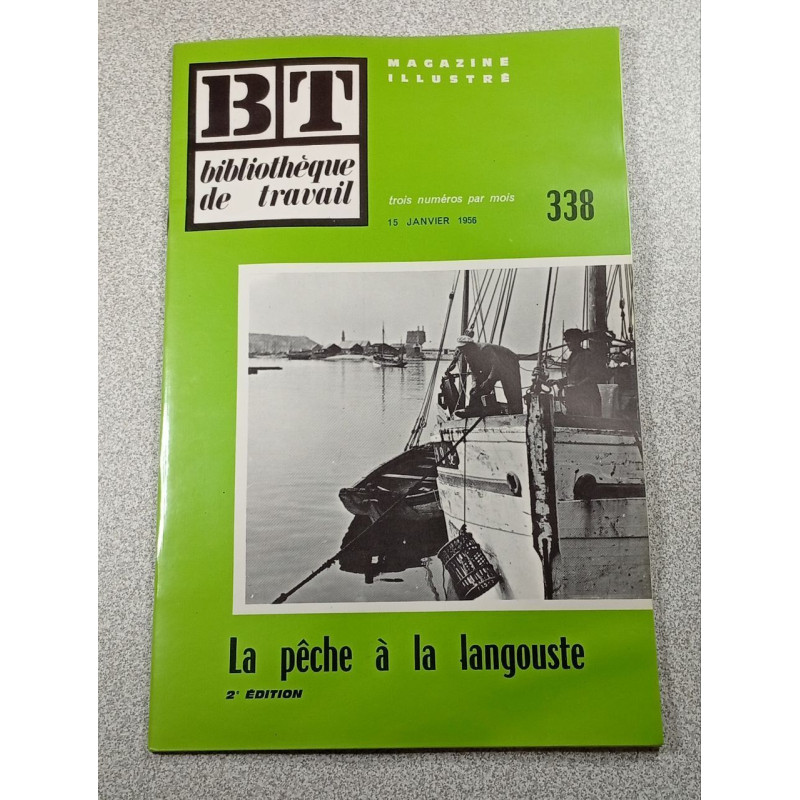 BT
bibliothèque
de travail
MAGAZINE
ILLUSTRÉ
trois numéros par mois
15 JANVIER 1956
338
La pêche à la langouste
2e ÉDITION